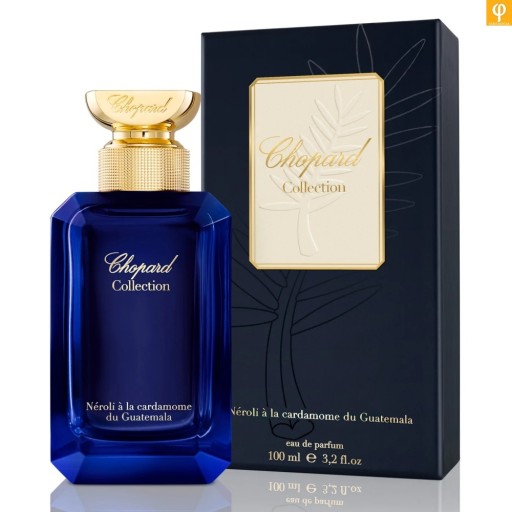 φ
Chopard
Chopard
Collection
Néroli à la cardamome
du Guatemala
Chopard
Collection
Néroli à la cardamome du Guatemala
eau de parfum
100 ml ℮ 3,2 fl.oz